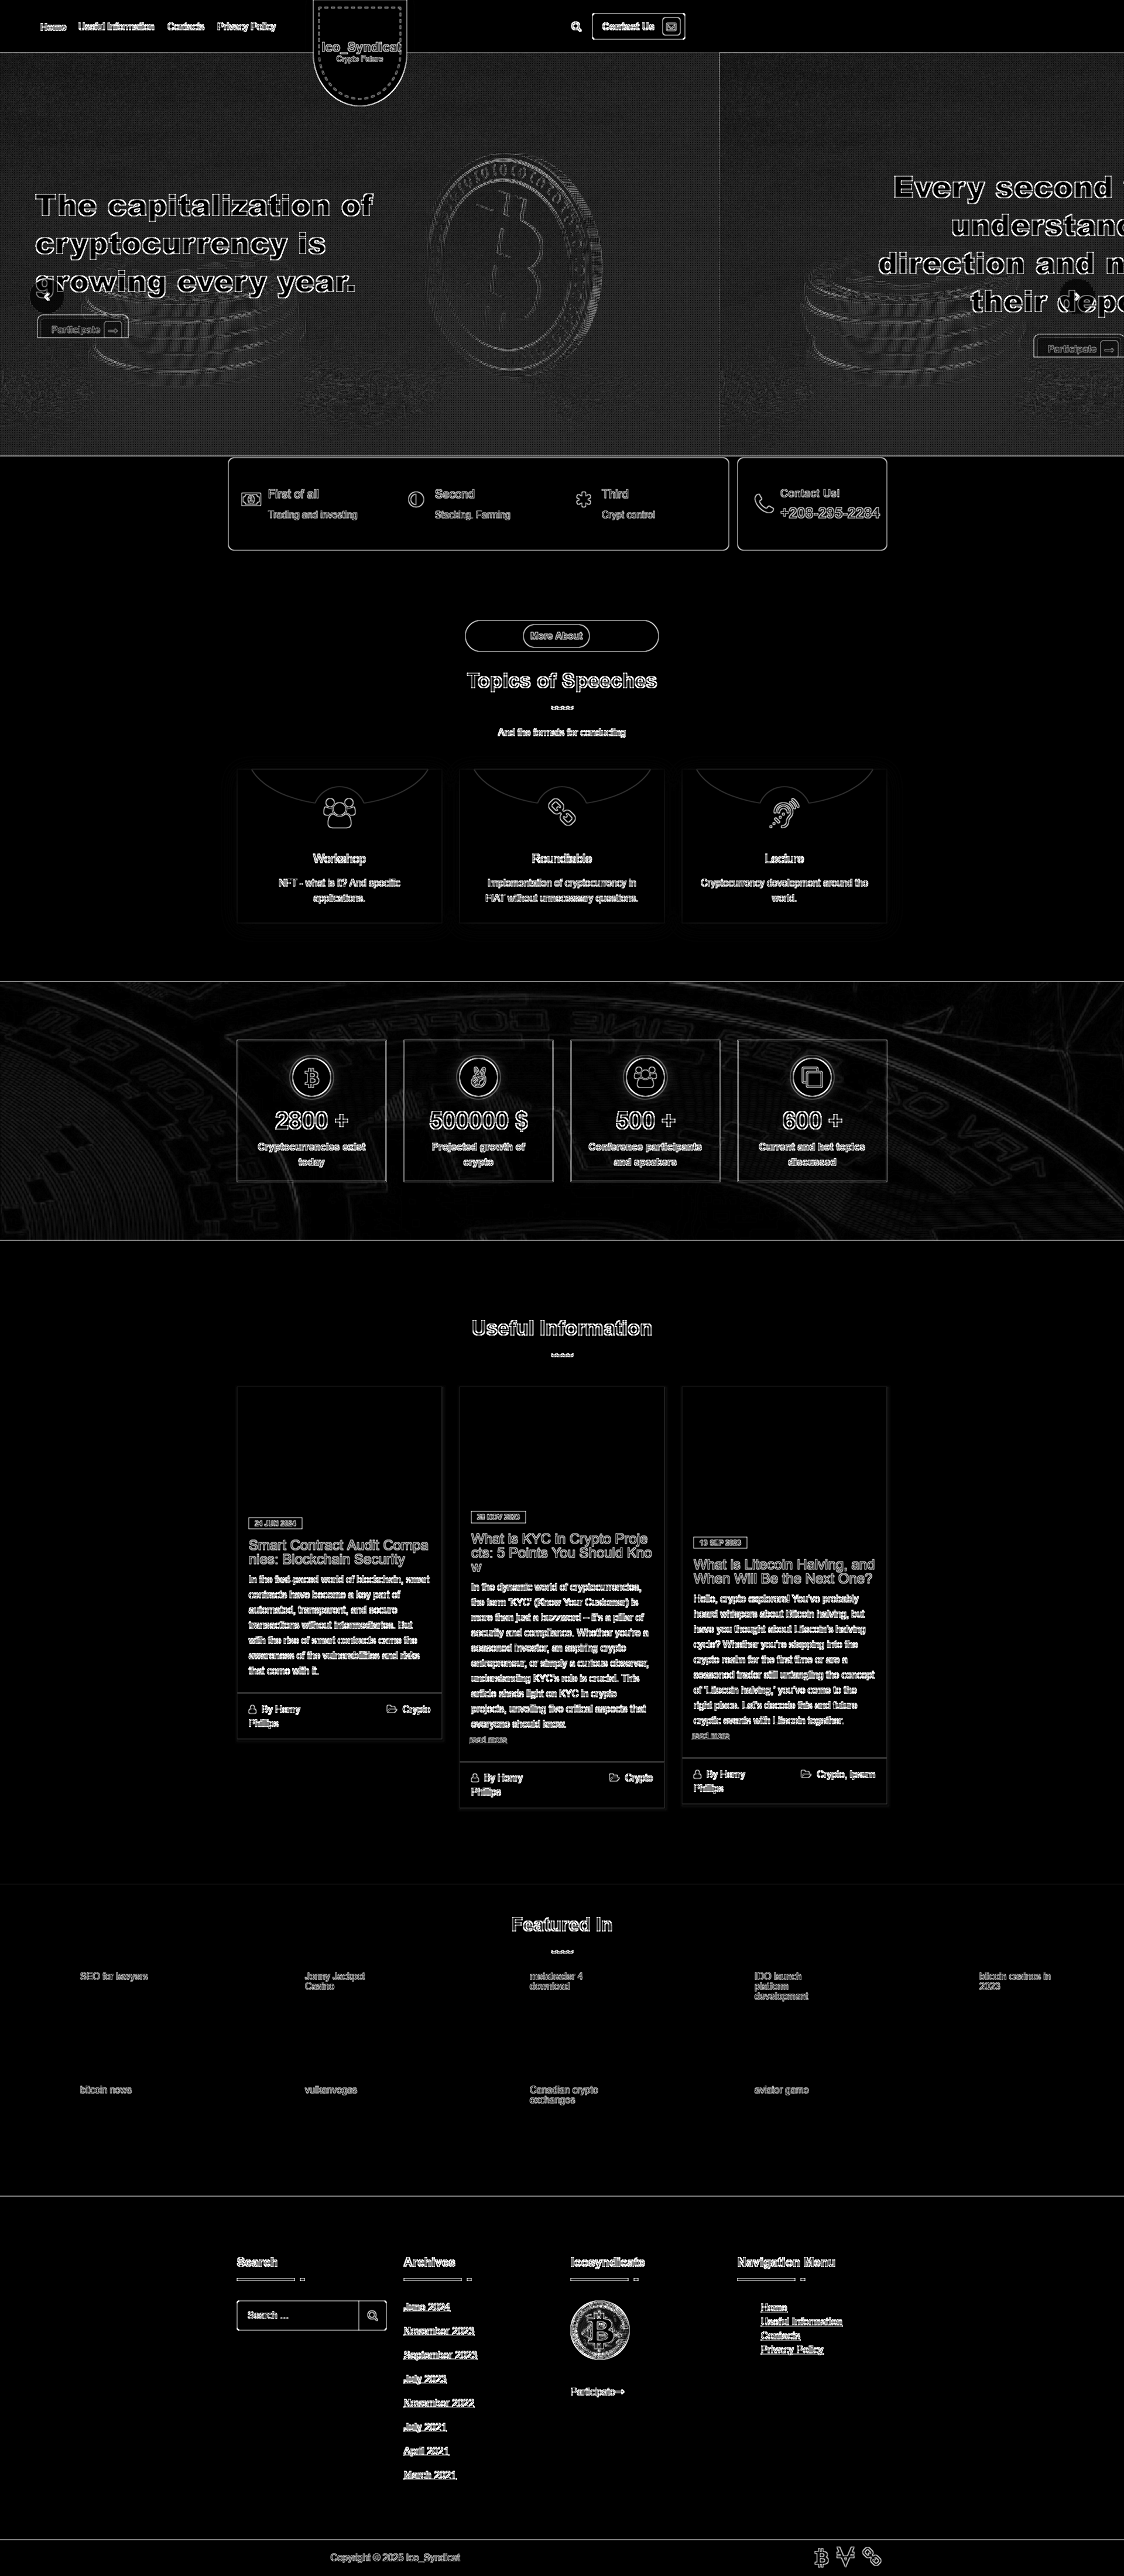 Home Useful Information Contacts Privacy Policy
Ico_Syndicat
Crypto Future
Contact Us
The capitalization of
cryptocurrency is
growing every year.
Participate
Every second
understand
direction and
their depo
Participate
First of all
Trading and investing
Second
Stacking. Farming
Third
Crypt control
Contact Us!
+208-295-2284
More About
Topics of Speeches
And the formats for conducting
Workshop
NFT - what is it? And specific
applications.
Roundtable
Implementation of cryptocurrency in
FIAT without unnecessary questions.
Lecture
Cryptocurrency development around the
world.
2800 +
Cryptocurrencies exist
today
500000 $
Projected growth of
crypto
500 +
Conference participants
and speakers
600 +
Current and hot topics
discussed
Useful Information
24 JUN 2024
Smart Contract Audit Compa
nies: Blockchain Security
In the fast-paced world of blockchain, smart
contracts have become a key part of
automated, transparent, and secure
transactions without intermediaries. But
with the rise of smart contracts came the
awareness of the vulnerabilities and risks
that come with it.
By Harry
Phillips
Crypto
20 NOV 2023
What is KYC in Crypto Proje
cts: 5 Points You Should Kno
w
In the dynamic world of cryptocurrencies,
the term 'KYC' (Know Your Customer) is
more than just a buzzword – it's a pillar of
security and compliance. Whether you're a
seasoned investor, an aspiring crypto
entrepreneur, or simply a curious observer,
understanding KYC's role is crucial. This
article sheds light on KYC in crypto
projects, unveiling five critical aspects that
everyone should know.
read more
By Harry
Phillips
Crypto
13 SEP 2023
What is Litecoin Halving, and
When Will Be the Next One?
Hello, crypto explorers! You've probably
heard whispers about Bitcoin halving, but
have you thought about Litecoin's halving
cycle? Whether you're stepping into the
crypto realm for the first time or are a
seasoned trader still untangling the concept
of 'Litecoin halving,' you've come to the
right place. Let's decode this and future
cryptic events with Litecoin together.
read more
By Harry
Phillips
Crypto, Ipsum
Featured In
SEO for lawyers
Jonny Jackpot
Casino
metatrader 4
download
IDO launch
platform
development
bitcoin casinos in
2023
bitcoin news
vulkanvegas
Canadian crypto
exchanges
aviator game
Search
Search …
Archives
June 2024
November 2023
September 2023
July 2023
November 2022
July 2021
April 2021
March 2021
Icosyndicate
Participate→
Navigation Menu
Home
Useful Information
Contacts
Privacy Policy
Copyright © 2025 Ico_Syndicat